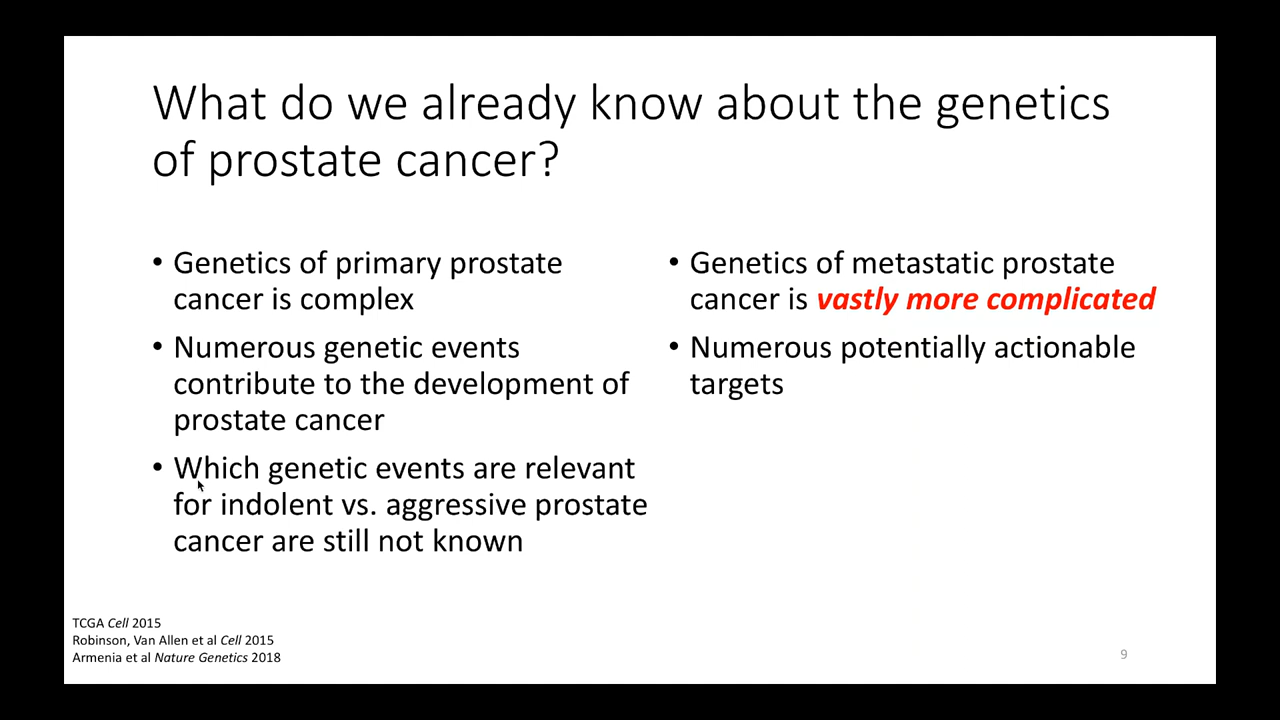 What do we already know about the genetics
of prostate cancer?
• Genetics of primary prostate
cancer is complex
• Numerous genetic events
contribute to the development of
prostate cancer
• Which genetic events are relevant
for indolent vs. aggressive prostate
cancer are still not known
• Genetics of metastatic prostate
cancer is vastly more complicated
• Numerous potentially actionable
targets
TCGA Cell 2015
Robinson, Van Allen et al Cell 2015
Armenia et al Nature Genetics 2018
9